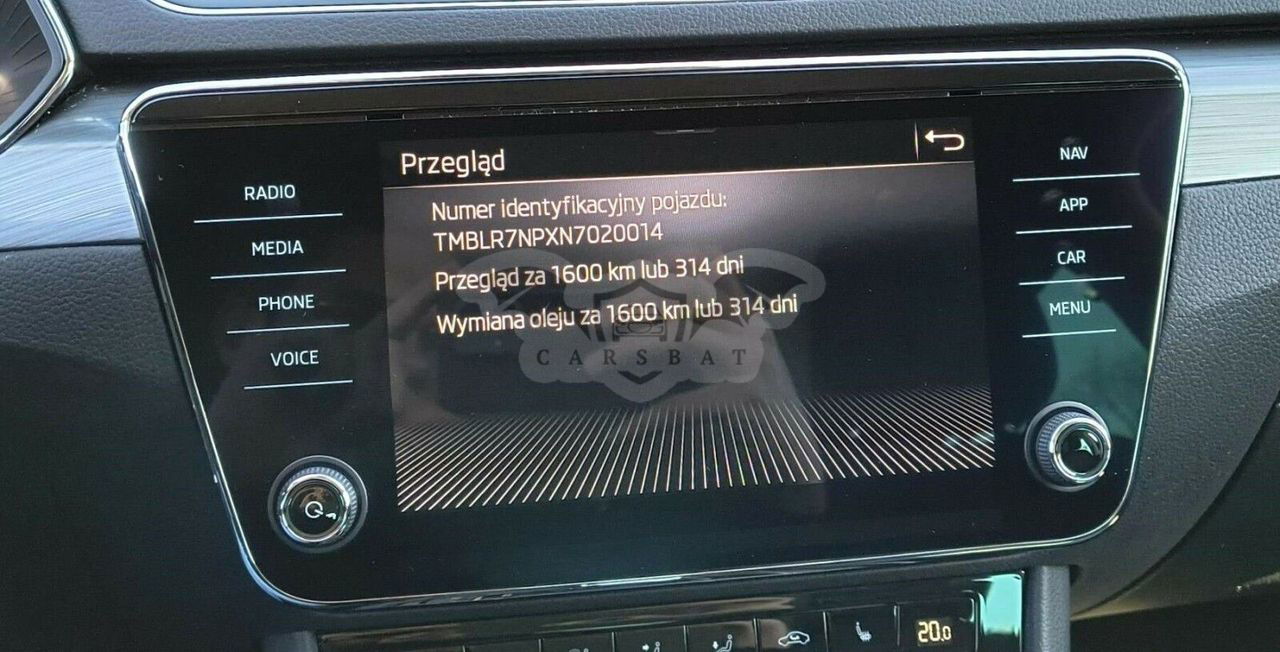 Przegląd
Numer identyfikacyjny pojazdu:
TMBLR7NPXN7020014
Przegląd za 1600 km lub 314 dni
Wymiana oleju za 1600 km lub 314 dni
CARSBAT
RADIO
MEDIA
PHONE
VOICE
NAV
APP
CAR
MENU
20.0